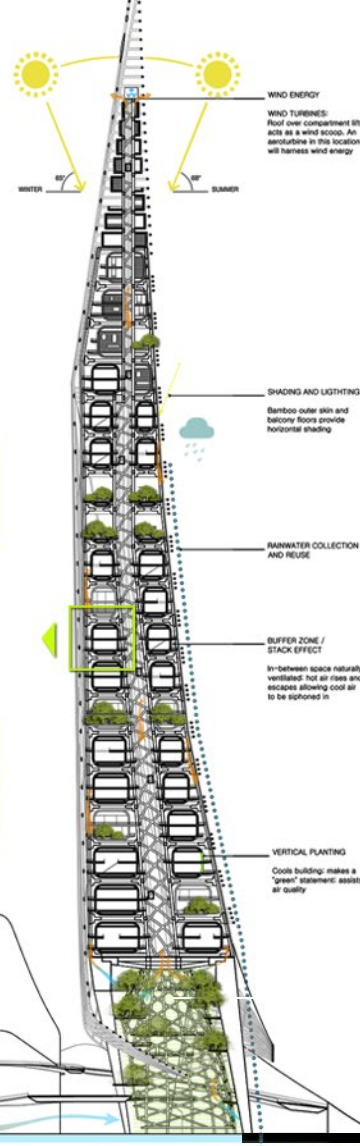 WIND ENERGY
WIND TURBINES:
Roof over compartment lift
acts as a wind scoop. An
aeroturbine in this location
will harness wind energy
65°
68°
WINTER
SUMMER
SHADING AND LIGTHTING
Bamboo outer skin and
balcony floors provide
horizontal shading
RAINWATER COLLECTION
AND REUSE
BUFFER ZONE /
STACK EFFECT
In-between space naturally
ventilated: hot air rises and
escapes allowing cool air
to be siphoned in
VERTICAL PLANTING
Cools building: makes a
"green" statement: assists
air quality